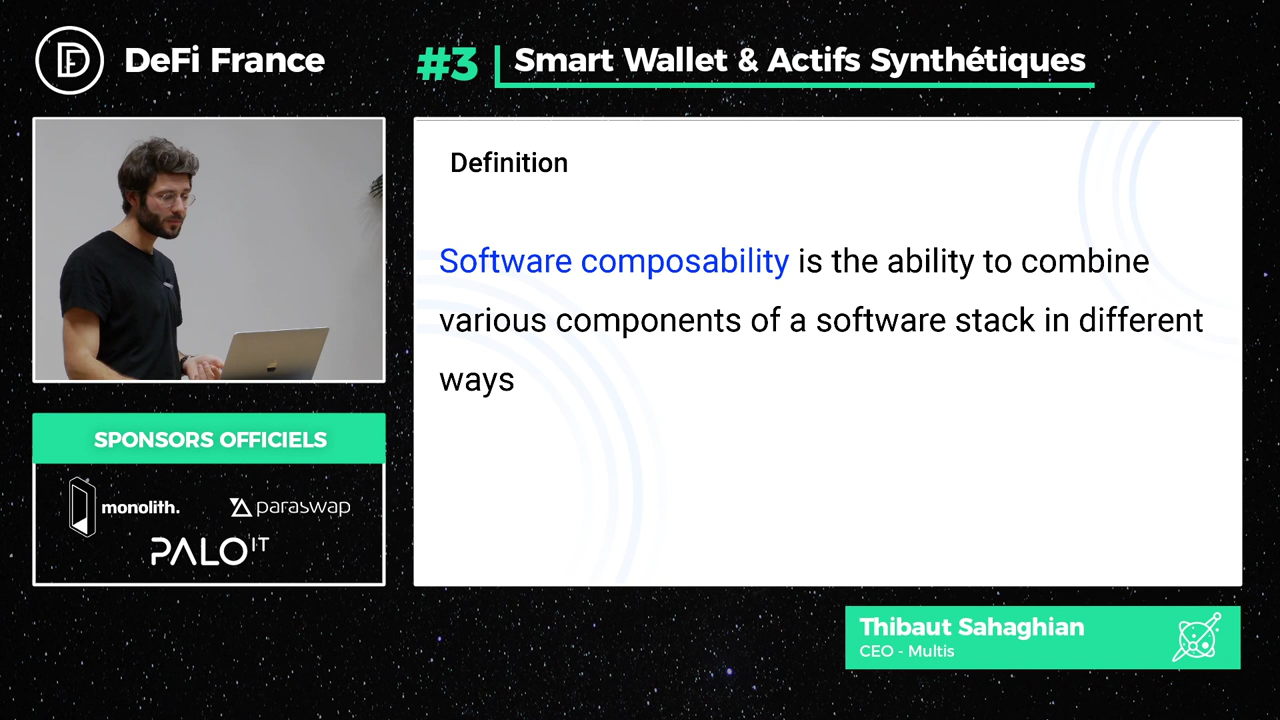 DeFi France
#3 Smart Wallet & Actifs Synthétiques
Definition
Software composability is the ability to combine
various components of a software stack in different
ways
SPONSORS OFFICIELS
monolith.
paraswap
PALO IT
Thibaut Sahaghian
CEO - Multis